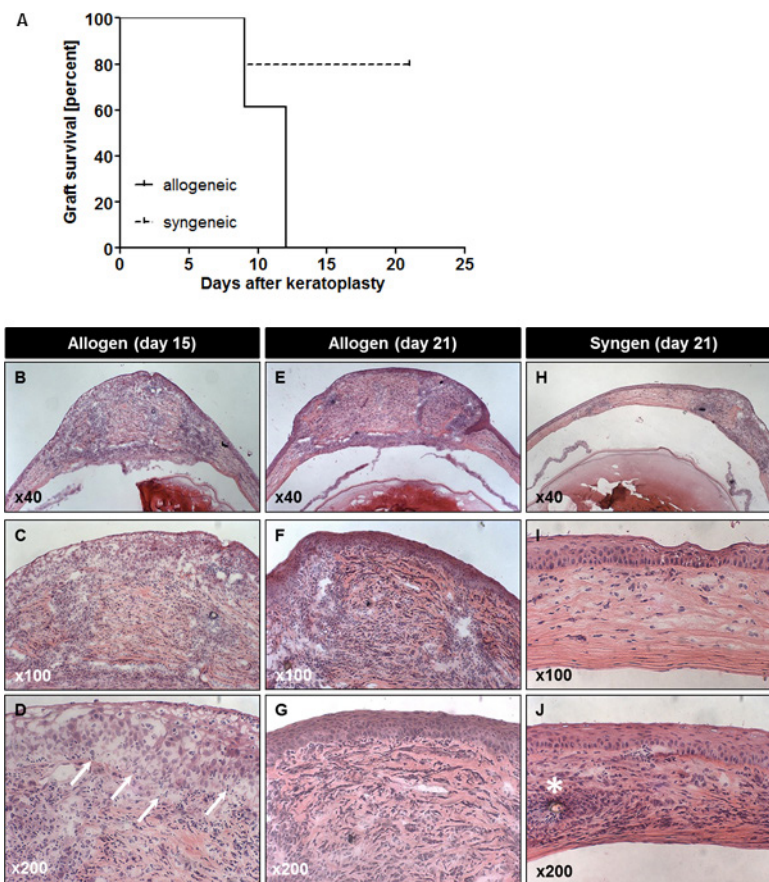 A
Graft survival [percent]
100
80
60
40
20
0
allogeneic
syngeneic
0 5 10 15 20 25
Days after keratoplasty
Allogen (day 15) Allogen (day 21) Syngen (day 21)
B E H
x40 x40 x40
C F I
x100 x100 x100
D G J
*
x200 x200 x200